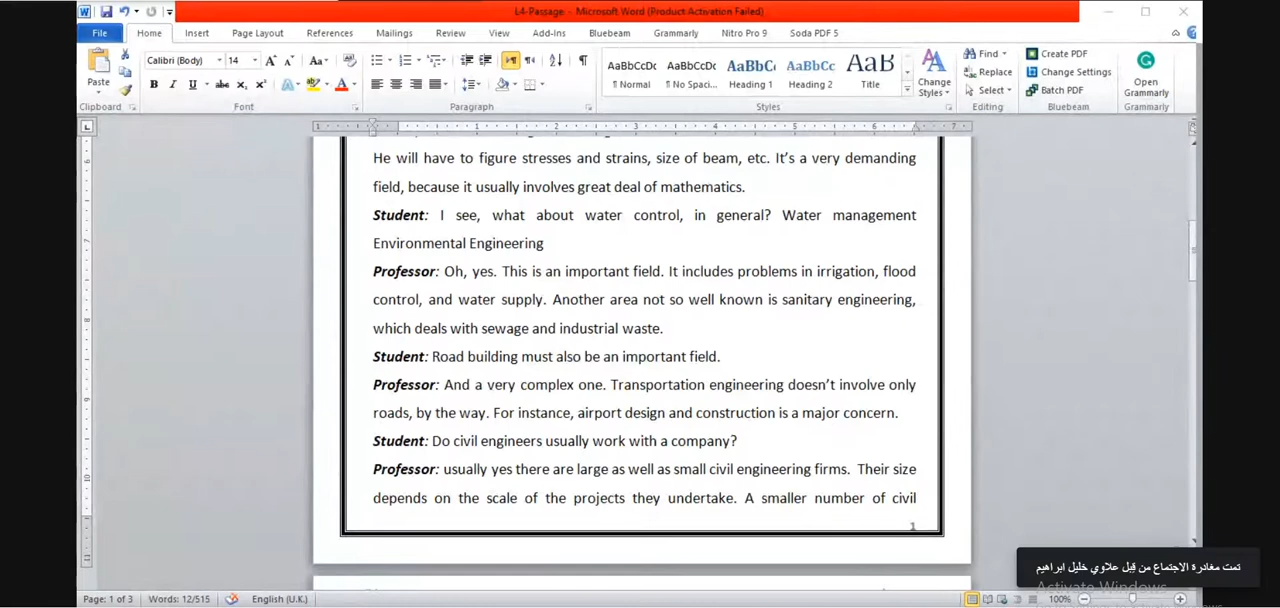 L4-Passage - Microsoft Word (Product Activation Failed)
File Home Insert Page Layout References Mailings Review View Add-Ins Bluebeam Grammarly Nitro Pro 9 Soda PDF 5
Calibri (Body) 14
Paste
B I U abc x₂ x²
AaBbCcDc AaBbCcDc AaBbC AaBbCc AaB
¶ Normal ¶ No Spaci... Heading 1 Heading 2 Title
Change Styles
Find
Replace
Select
Create PDF
Change Settings
Batch PDF
Open Grammarly
Clipboard Font Paragraph Styles Editing Bluebeam Grammarly
He will have to figure stresses and strains, size of beam, etc. It's a very demanding
field, because it usually involves great deal of mathematics.
Student: I see, what about water control, in general? Water management
Environmental Engineering
Professor: Oh, yes. This is an important field. It includes problems in irrigation, flood
control, and water supply. Another area not so well known is sanitary engineering,
which deals with sewage and industrial waste.
Student: Road building must also be an important field.
Professor: And a very complex one. Transportation engineering doesn't involve only
roads, by the way. For instance, airport design and construction is a major concern.
Student: Do civil engineers usually work with a company?
Professor: usually yes there are large as well as small civil engineering firms. Their size
depends on the scale of the projects they undertake. A smaller number of civil
1
تمت مغادرة الاجتماع من قِبل علاوي خليل ابراهيم
Activate Windows
Page: 1 of 3 Words: 12/515 English (U.K.) 100%